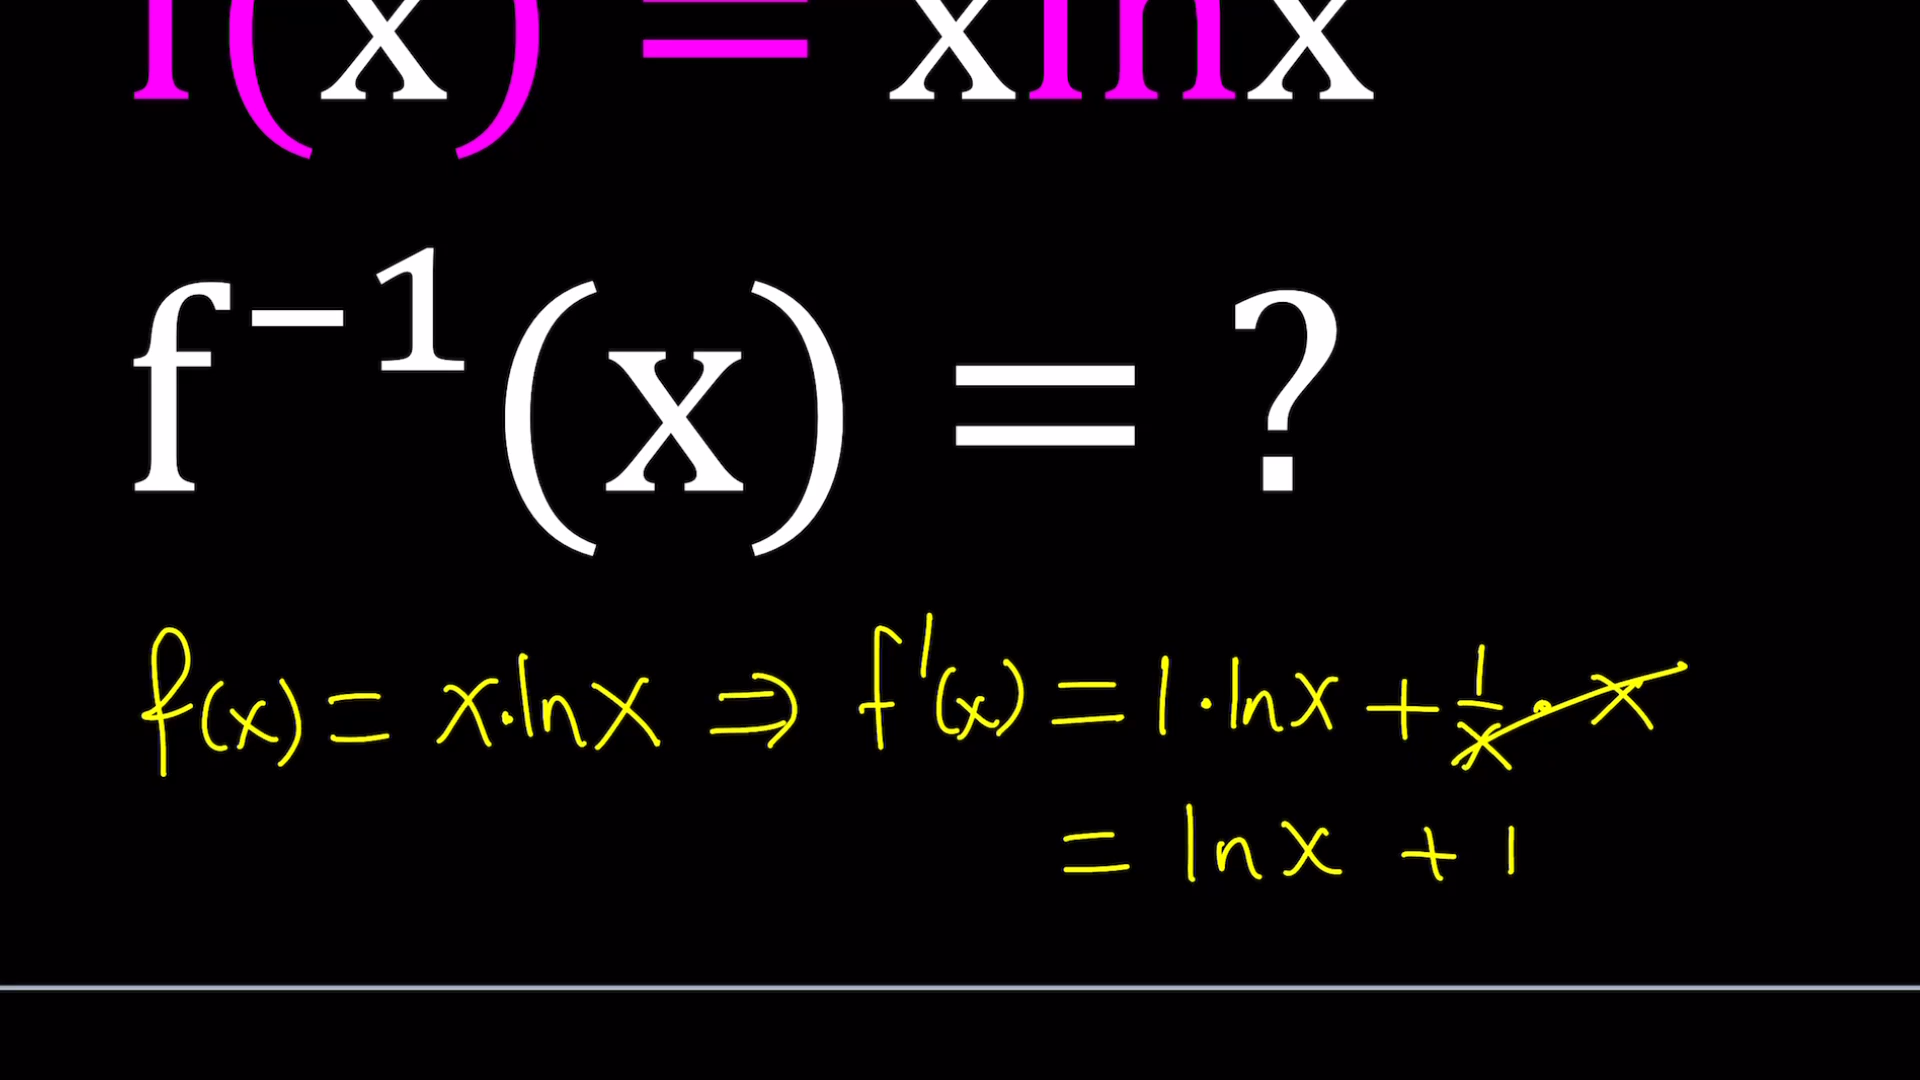 f(x) = xlnx
f⁻¹(x) = ?
f(x) = x·lnx ⇒ f'(x) = 1·lnx + 1/x · x
= lnx + 1